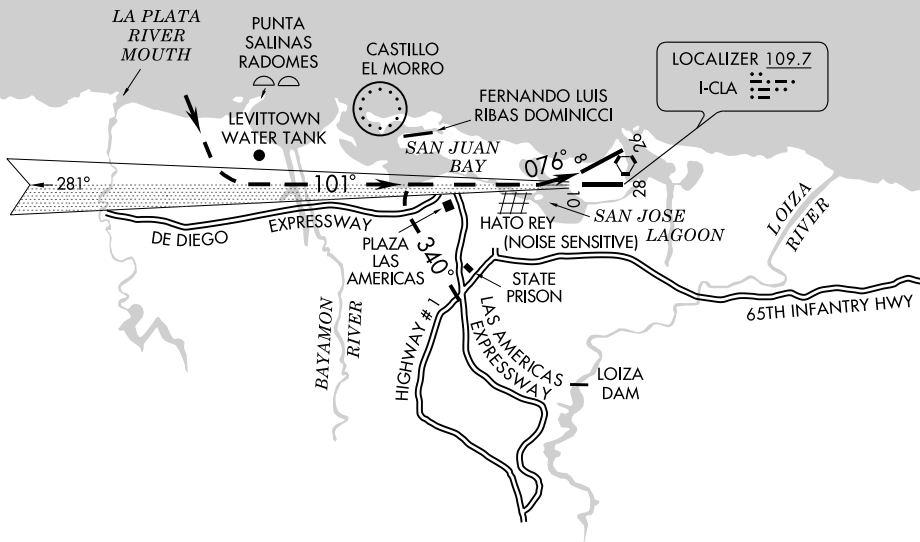 LA PLATA
RIVER
MOUTH
PUNTA
SALINAS
RADOMES
CASTILLO
EL MORRO
LOCALIZER 109.7
I-CLA
LEVITTOWN
WATER TANK
FERNANDO LUIS
RIBAS DOMINICCI
SAN JUAN
BAY
281°
101°
076°
8
26
10
28
HATO REY
(NOISE SENSITIVE)
SAN JOSE
LAGOON
LOIZA
RIVER
DE DIEGO
EXPRESSWAY
PLAZA
LAS
AMERICAS
340°
STATE
PRISON
65TH INFANTRY HWY
BAYAMON
RIVER
HIGHWAY # 1
LAS AMERICAS
EXPRESSWAY
LOIZA
DAM